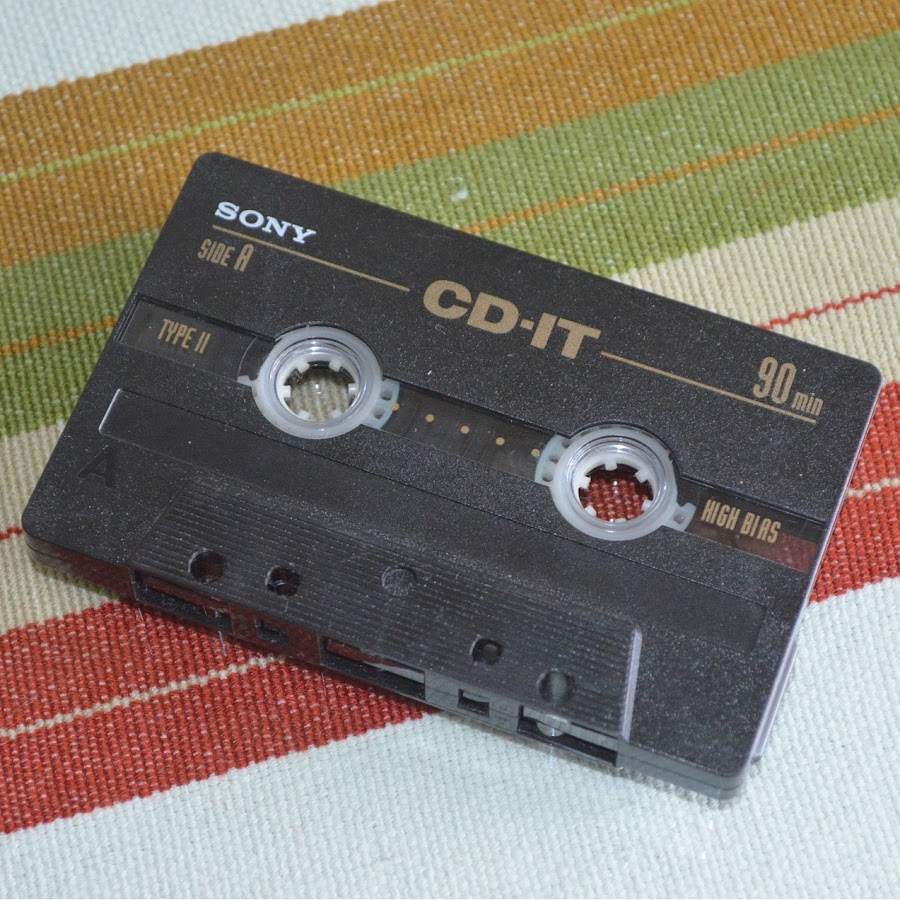 SONY
SIDE A
CD-IT
90 min
TYPE II
HIGH BIAS
A